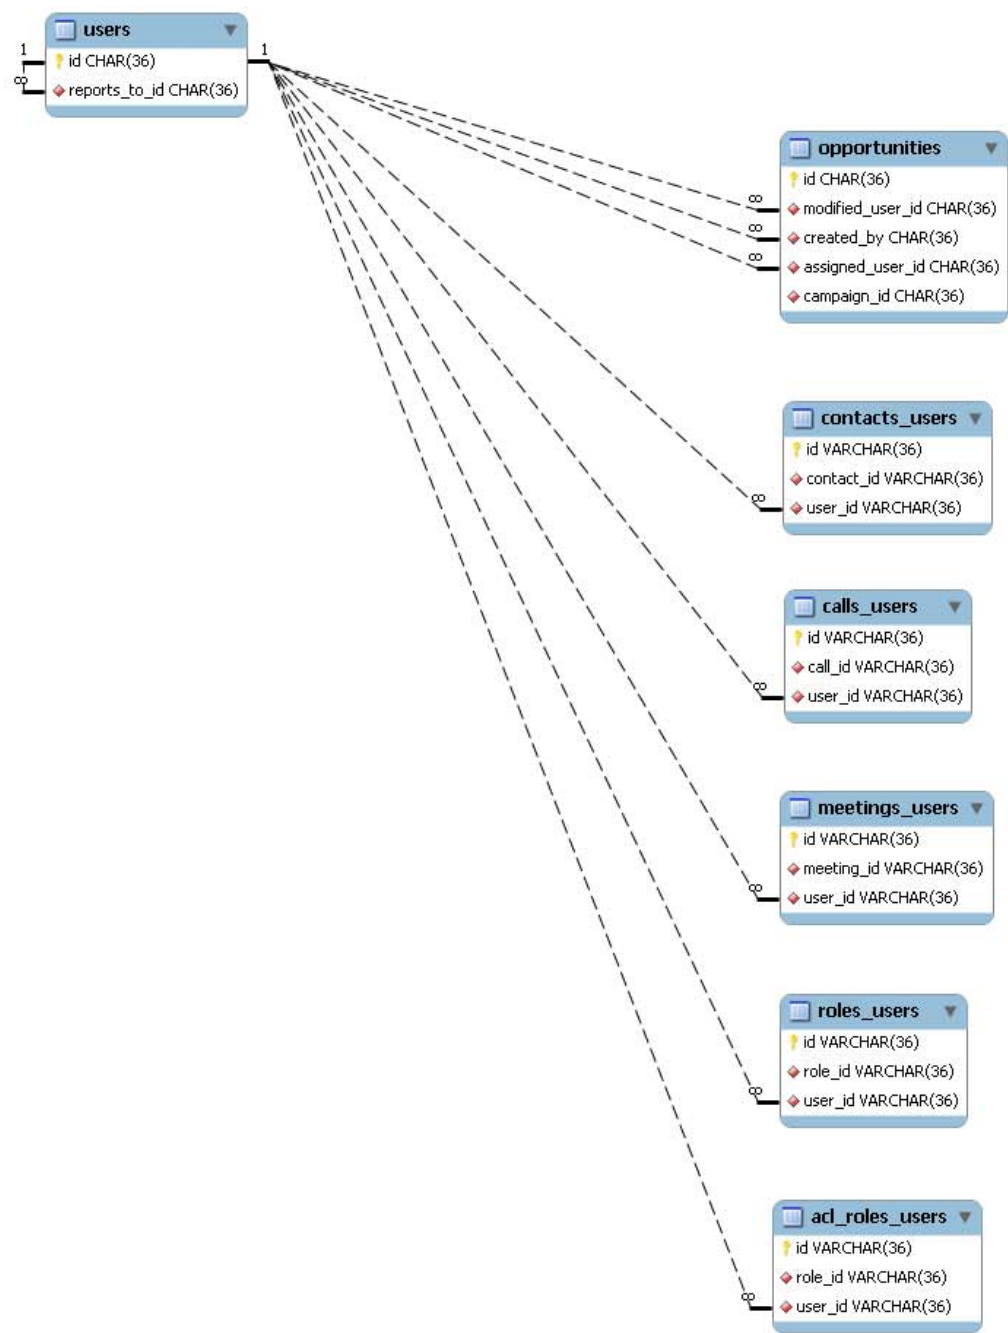 users
1
id CHAR(36)
1
∞
reports_to_id CHAR(36)
opportunities
id CHAR(36)
∞
modified_user_id CHAR(36)
∞
created_by CHAR(36)
∞
assigned_user_id CHAR(36)
campaign_id CHAR(36)
contacts_users
id VARCHAR(36)
contact_id VARCHAR(36)
∞
user_id VARCHAR(36)
calls_users
id VARCHAR(36)
call_id VARCHAR(36)
∞
user_id VARCHAR(36)
meetings_users
id VARCHAR(36)
meeting_id VARCHAR(36)
∞
user_id VARCHAR(36)
roles_users
id VARCHAR(36)
role_id VARCHAR(36)
∞
user_id VARCHAR(36)
acl_roles_users
id VARCHAR(36)
role_id VARCHAR(36)
∞
user_id VARCHAR(36)